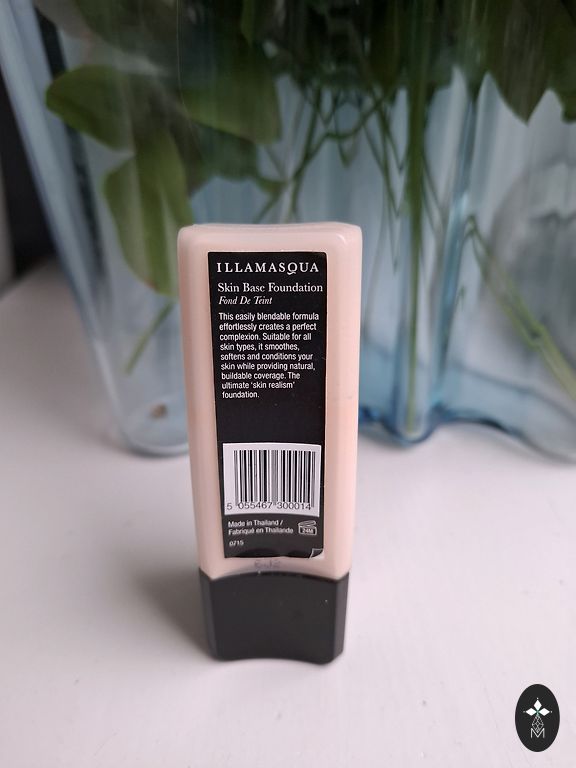 ILLAMASQUA
Skin Base Foundation
Fond De Teint
This easily blendable formula
effortlessly creates a perfect
complexion. Suitable for all
skin types, it smoothes,
softens and conditions your
skin while providing natural,
buildable coverage. The
ultimate 'skin realism'
foundation.
5 055467 300014
Made in Thailand /
Fabriqué en Thaïlande
24M
0715
M